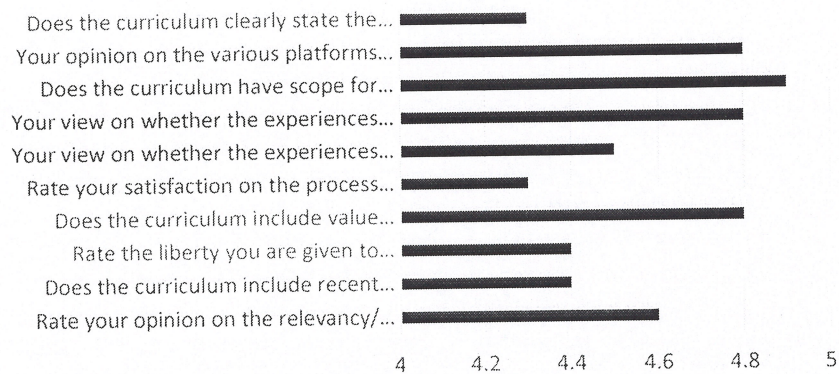 Does the curriculum clearly state the...
Your opinion on the various platforms...
Does the curriculum have scope for...
Your view on whether the experiences...
Your view on whether the experiences...
Rate your satisfaction on the process...
Does the curriculum include value...
Rate the liberty you are given to...
Does the curriculum include recent...
Rate your opinion on the relevancy/...
4 4.2 4.4 4.6 4.8 5